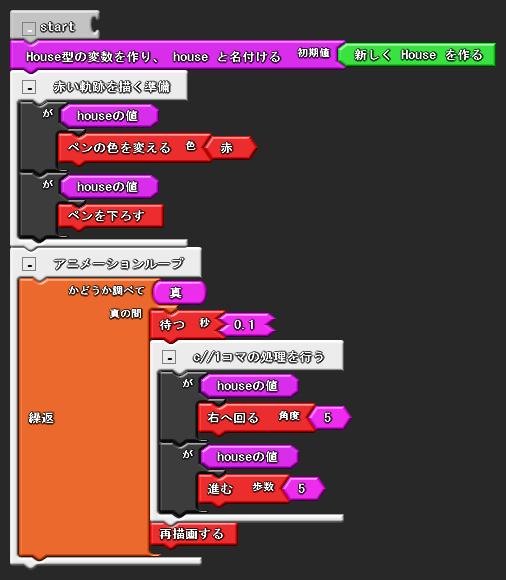 start
House型の変数を作り、 house と名付ける 初期値 新しく House を作る
- 赤い軌跡を描く準備
が houseの値
ペンの色を変える 色 赤
が houseの値
ペンを下ろす
- アニメーションループ
かどうか調べて 真
真の間 待つ 秒 0.1
- c//1コマの処理を行う
が houseの値
繰返 右へ回る 角度 5
が houseの値
進む 歩数 5
再描画する